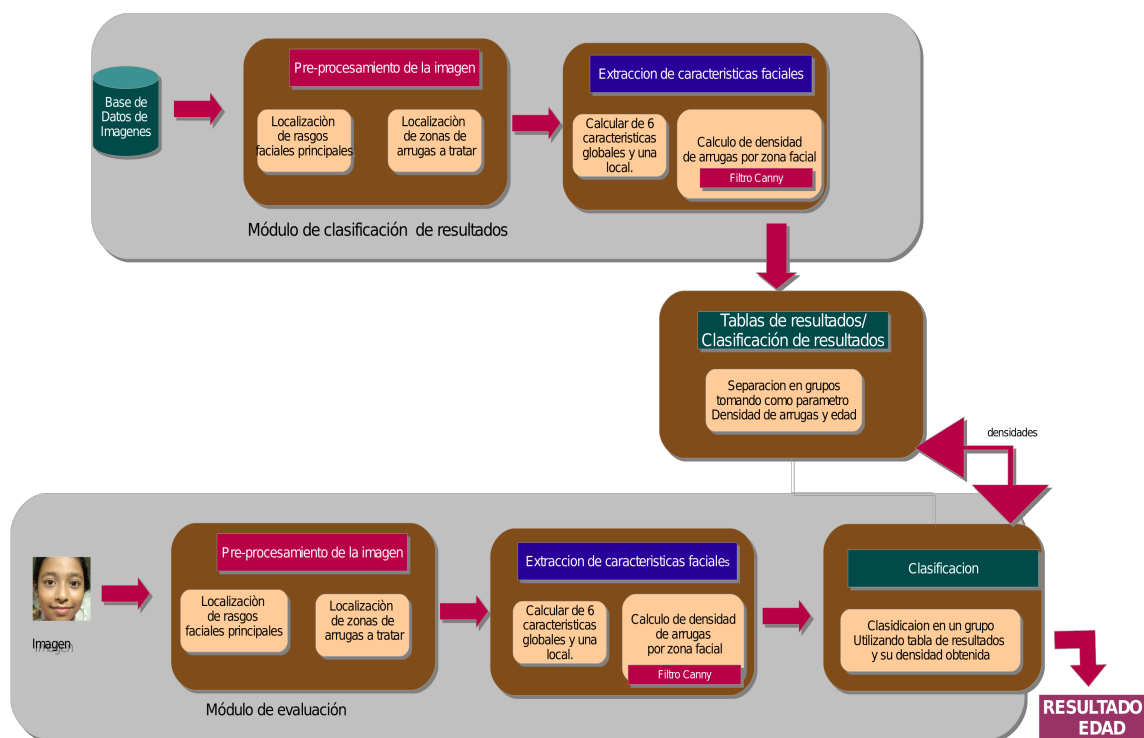 Base de
Datos de
Imagenes
Pre-procesamiento de la imagen
Localizaciòn
de rasgos
faciales principales
Localizaciòn
de zonas de
arrugas a tratar
Extraccion de caracteristicas faciales
Calcular de 6
caracteristicas
globales y una
local.
Calculo de densidad
de arrugas por zona facial
Filtro Canny
Módulo de clasificación de resultados
Tablas de resultados/
Clasificación de resultados
Separacion en grupos
tomando como parametro
Densidad de arrugas y edad
densidades
Imagen
Pre-procesamiento de la imagen
Localizaciòn
de rasgos
faciales principales
Localizaciòn
de zonas de
arrugas a tratar
Extraccion de caracteristicas faciales
Calcular de 6
caracteristicas
globales y una
local.
Calculo de densidad
de arrugas
por zona facial
Filtro Canny
Clasificacion
Clasidicaion en un grupo
Utilizando tabla de resultados
y su densidad obtenida
Módulo de evaluación
RESULTADO
EDAD